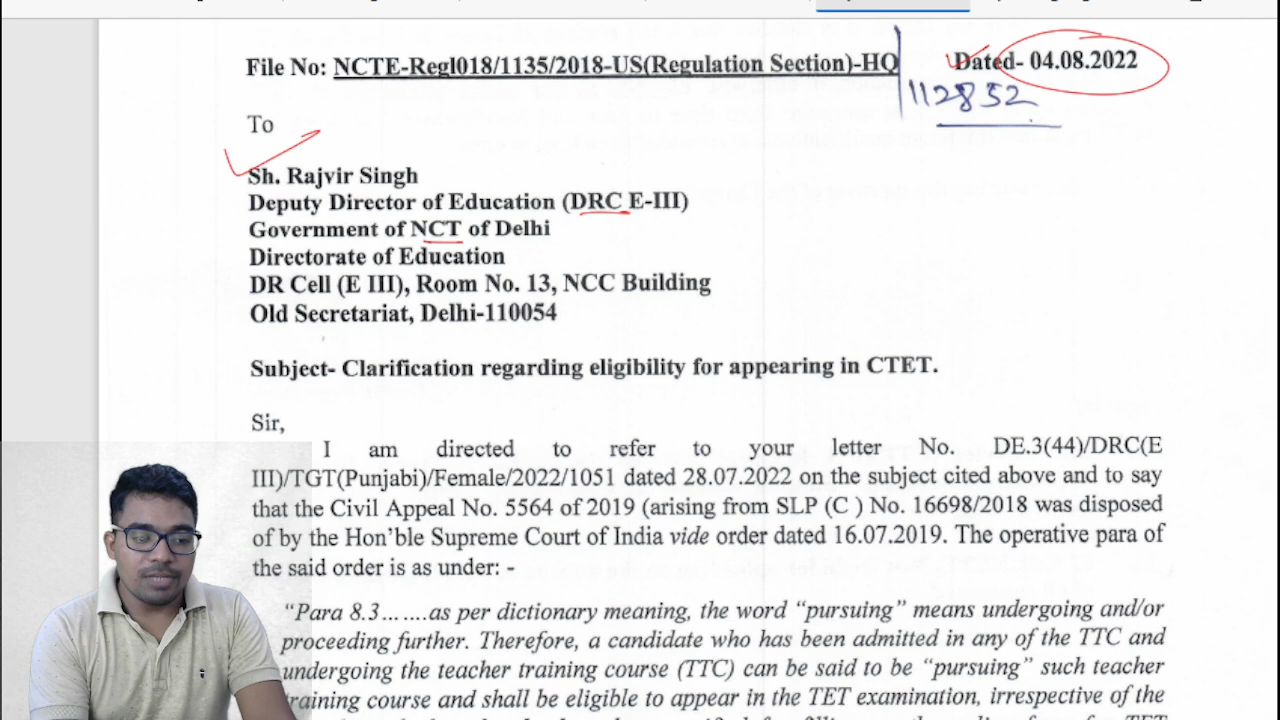 File No: NCTE-Regl018/1135/2018-US(Regulation Section)-HQ Dated- 04.08.2022
112852
To
Sh. Rajvir Singh
Deputy Director of Education (DRC E-III)
Government of NCT of Delhi
Directorate of Education
DR Cell (E III), Room No. 13, NCC Building
Old Secretariat, Delhi-110054
Subject- Clarification regarding eligibility for appearing in CTET.
Sir,
I am directed to refer to your letter No. DE.3(44)/DRC(E
III)/TGT(Punjabi)/Female/2022/1051 dated 28.07.2022 on the subject cited above and to say
that the Civil Appeal No. 5564 of 2019 (arising from SLP (C ) No. 16698/2018 was disposed
of by the Hon'ble Supreme Court of India vide order dated 16.07.2019. The operative para of
the said order is as under: -
"Para 8.3.......as per dictionary meaning, the word "pursuing" means undergoing and/or
proceeding further. Therefore, a candidate who has been admitted in any of the TTC and
undergoing the teacher training course (TTC) can be said to be "pursuing" such teacher
training course and shall be eligible to appear in the TET examination, irrespective of the